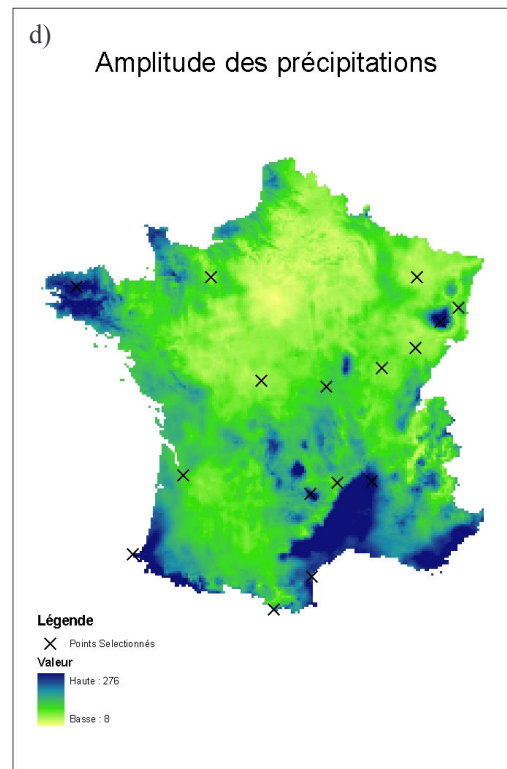 d)
Amplitude des précipitations
Légende
Points Selectionnés
Valeur
Haute : 276
Basse : 8